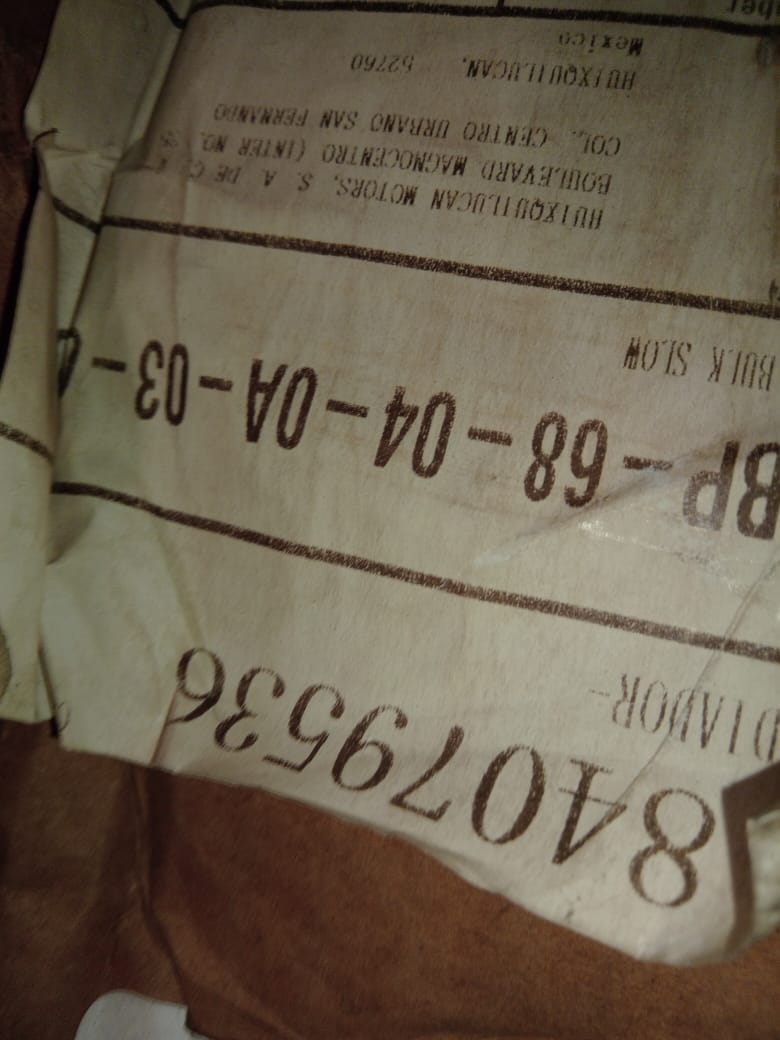 84079536
DIADOR-
BP-68-04-0A-03-
BULK SLOW
HUIXQUILUCAN MOTORS, S. A. DE C.
BOULEVARD MAGNOCENTRO (INTER NO.
COL. CENTRO URBANO SAN FERNANDO
HUIXQUILUCAN, 52760
Mexico